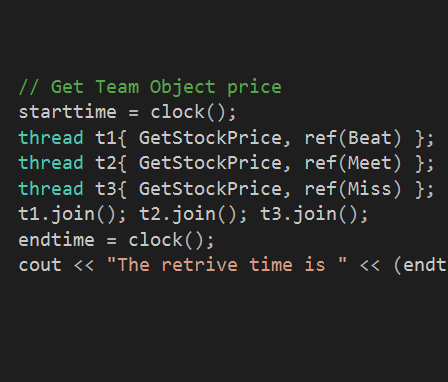 // Get Team Object price
starttime = clock();
thread t1{ GetStockPrice, ref(Beat) };
thread t2{ GetStockPrice, ref(Meet) };
thread t3{ GetStockPrice, ref(Miss) };
t1.join(); t2.join(); t3.join();
endtime = clock();
cout << "The retrive time is " << (endt